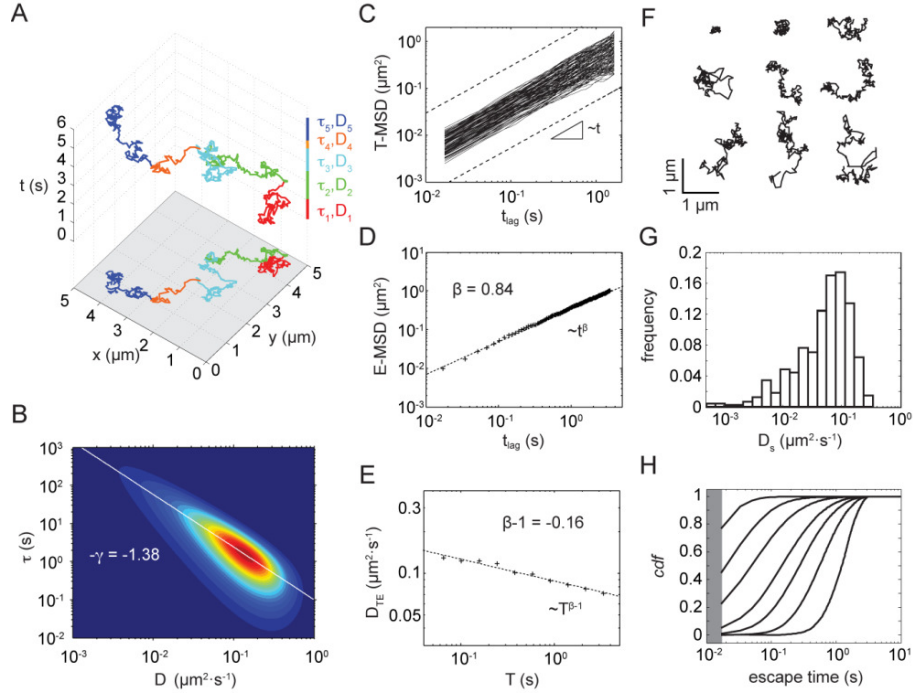 A
6
5
4
3
2
1
0
t (s)
τ5,D5
τ4,D4
τ3,D3
τ2,D2
τ1,D1
5
4
3
2
1
0
x (μm)
0
1
2
3
4
5
y (μm)
B
10³
10²
10¹
10⁰
10⁻¹
10⁻²
τ (s)
-γ = -1.38
10⁻³
10⁻²
10⁻¹
10⁰
D (μm²·s⁻¹)
C
10⁰
10⁻¹
10⁻²
10⁻³
T-MSD (μm²)
~t
10⁻²
10⁻¹
10⁰
tlag (s)
D
10¹
10⁰
10⁻¹
10⁻²
10⁻³
E-MSD (μm²)
β = 0.84
~tβ
10⁻²
10⁻¹
10⁰
tlag (s)
E
0.3
0.1
0.05
DTE (μm²·s⁻¹)
β-1 = -0.16
~Tβ-1
10⁻¹
10⁰
T (s)
F
1 μm
1 μm
G
0.2
0.16
0.12
0.08
0.04
frequency
10⁻³
10⁻²
10⁻¹
10⁰
Ds (μm²·s⁻¹)
H
1
0.8
0.6
0.4
0.2
0
cdf
10⁻²
10⁻¹
10⁰
10¹
escape time (s)